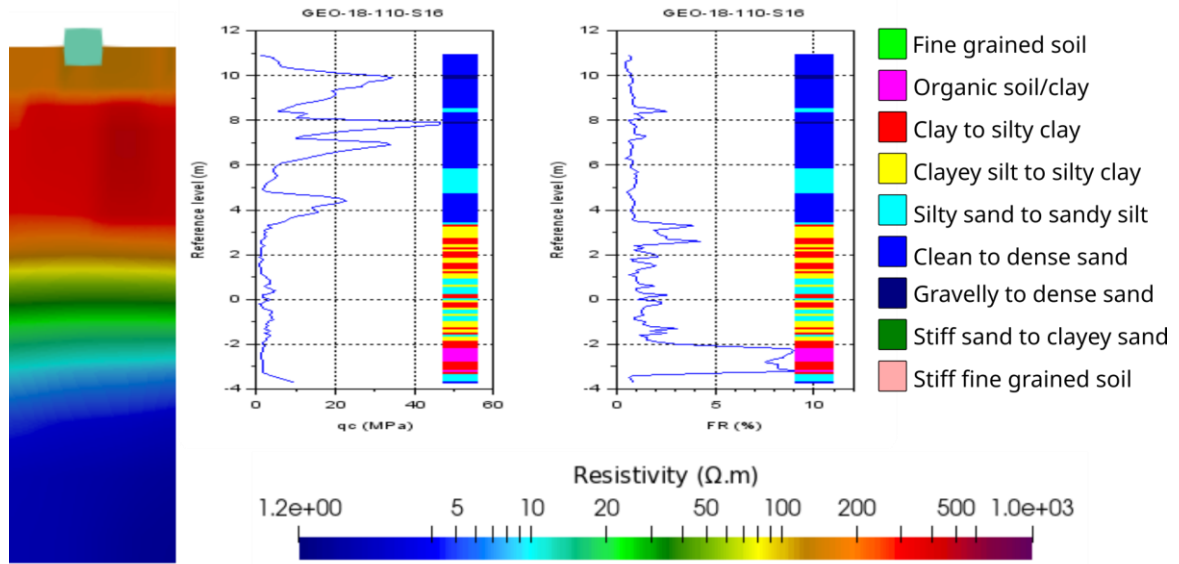 GEO-18-110-S16
12
10
8
6
4
2
0
-2
-4
Reference level (m)
0 20 40 60
qc (MPa)
GEO-18-110-S16
12
10
8
6
4
2
0
-2
-4
Reference level (m)
0 5 10
FR (%)
Fine grained soil
Organic soil/clay
Clay to silty clay
Clayey silt to silty clay
Silty sand to sandy silt
Clean to dense sand
Gravelly to dense sand
Stiff sand to clayey sand
Stiff fine grained soil
Resistivity (Ω.m)
1.2e+00 5 10 20 50 100 200 500 1.0e+03